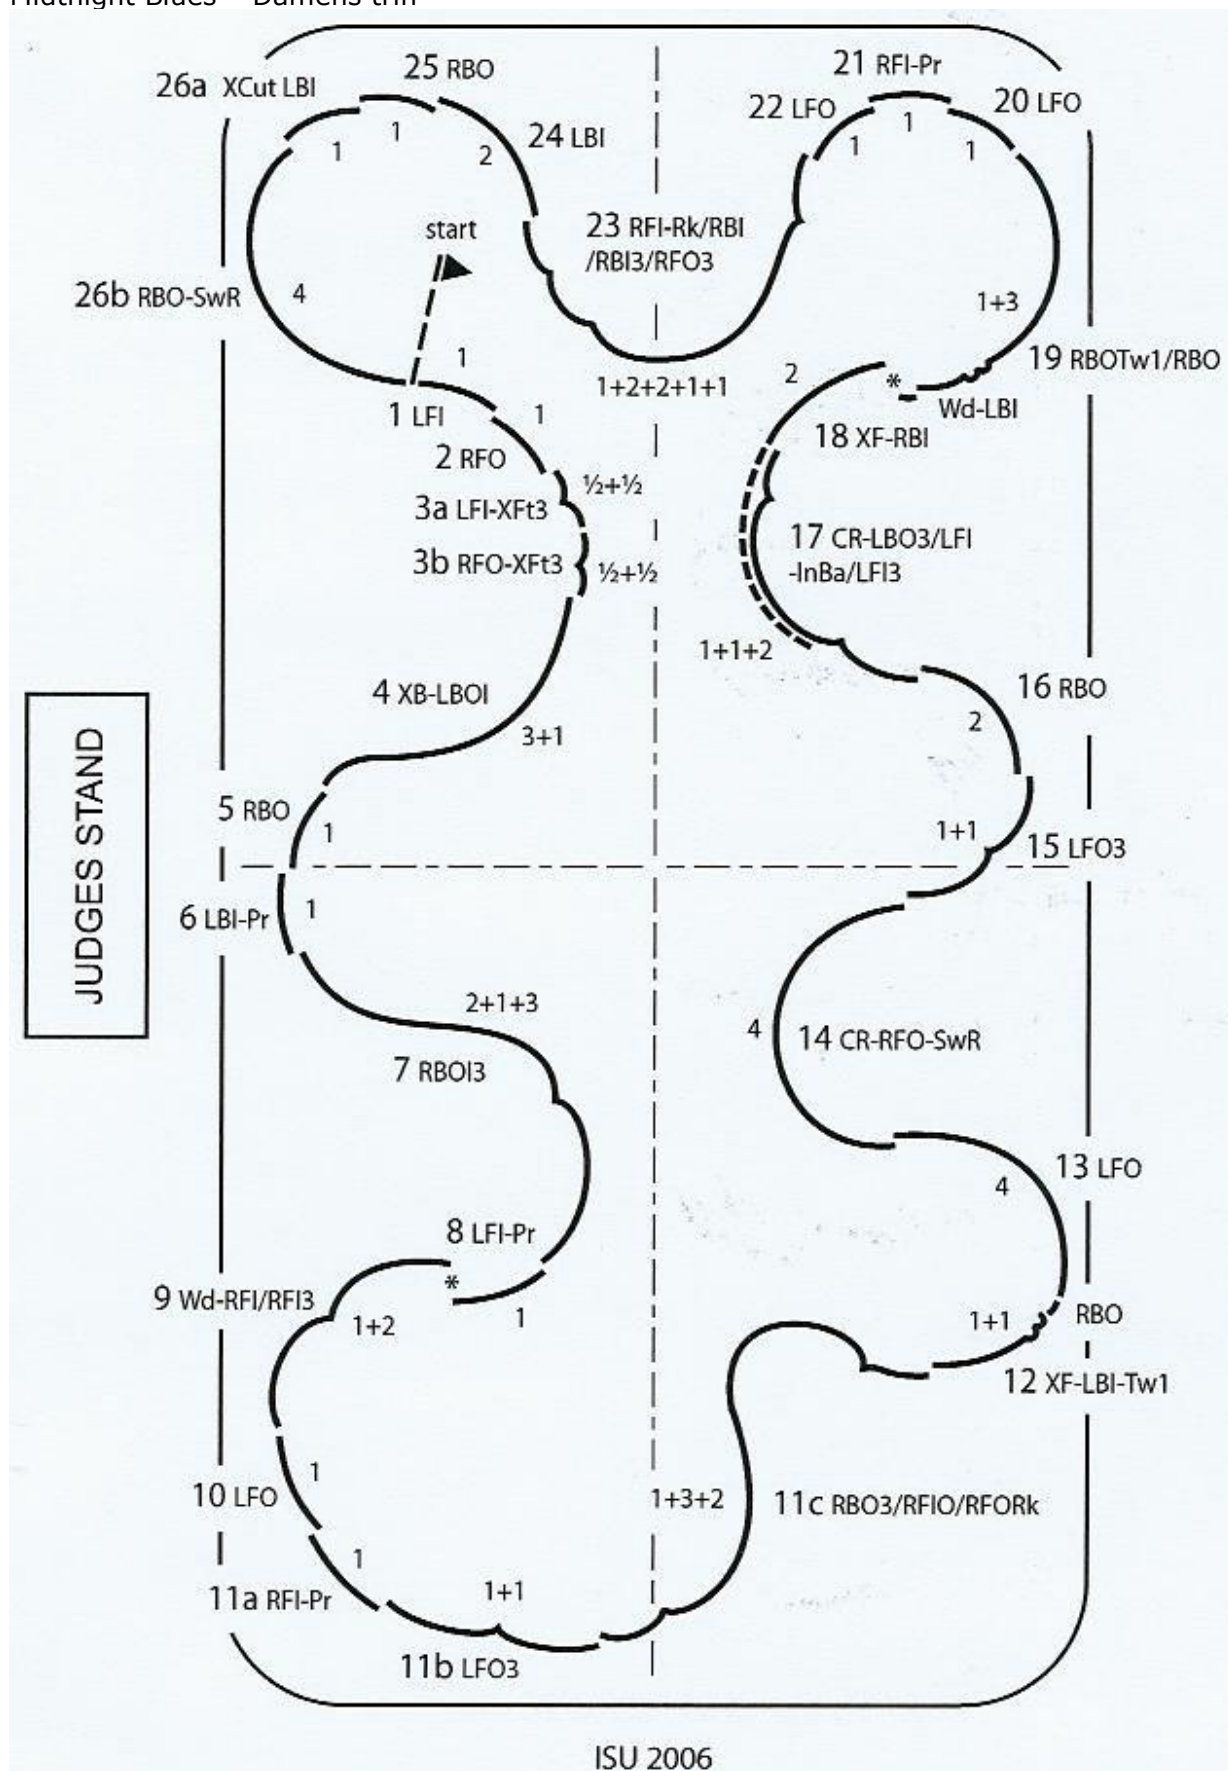 Midtnight Blues – Damens trin
21 RFI-Pr
25 RBO
26a XCut LBI
22 LFO
20 LFO
1
1
2
24 LBI
1
1
1
start
23 RFI-Rk/RBI
/RBI3/RFO3
26b RBO-SwR
4
1+3
1
1+2+2+1+1
2
*
19 RBOTw1/RBO
Wd-LBI
1 LFI
1
18 XF-RBI
2 RFO
½+½
3a LFI-XFt3
17 CR-LBO3/LFI
-InBa/LFI3
3b RFO-XFt3
½+½
1+1+2
4 XB-LBOI
16 RBO
3+1
2
JUDGES STAND
5 RBO
1
1+1
15 LFO3
6 LBI-Pr
1
2+1+3
4
14 CR-RFO-SwR
7 RBOI3
13 LFO
4
8 LFI-Pr
*
9 Wd-RFI/RFI3
1+2
1
1+1
RBO
12 XF-LBI-Tw1
10 LFO
1
1+3+2
11c RBO3/RFIO/RFORk
1
11a RFI-Pr
1+1
11b LFO3
ISU 2006